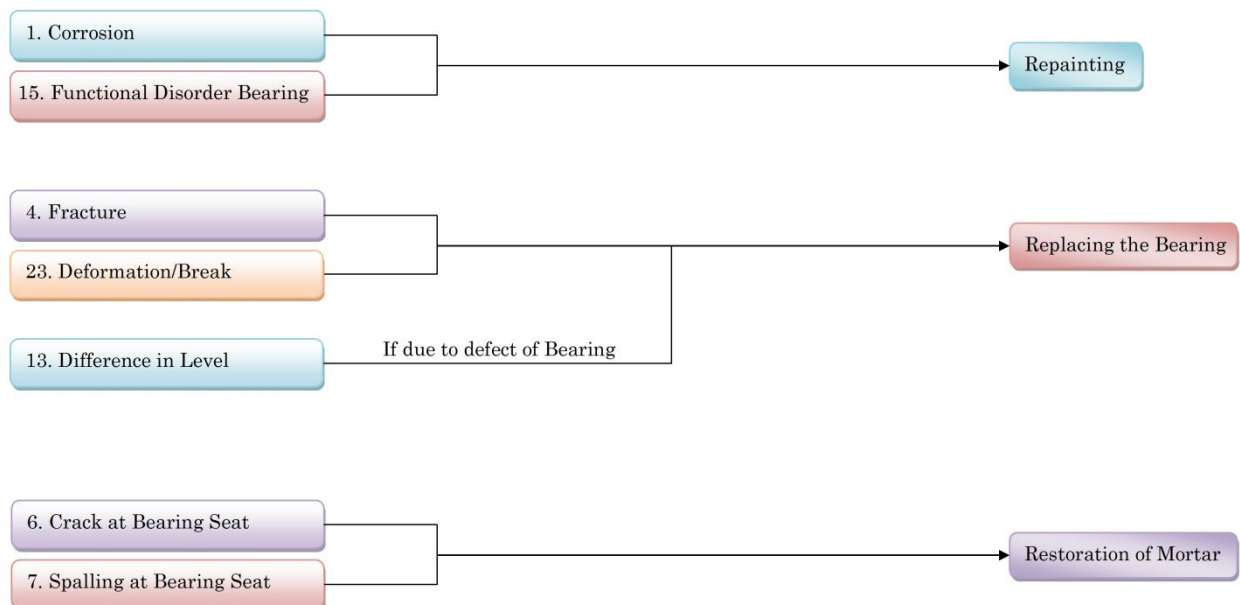 1. Corrosion
15. Functional Disorder Bearing
Repainting
4. Fracture
23. Deformation/Break
Replacing the Bearing
13. Difference in Level
If due to defect of Bearing
6. Crack at Bearing Seat
7. Spalling at Bearing Seat
Restoration of Mortar